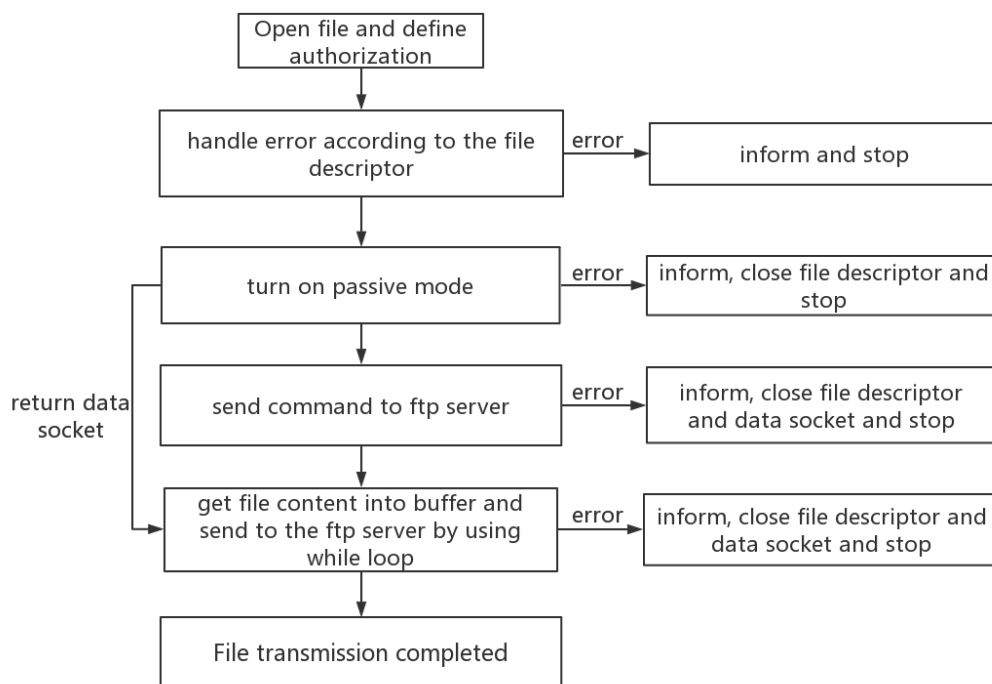 Open file and define
authorization
handle error according to the file
descriptor
error
inform and stop
turn on passive mode
error
inform, close file descriptor and
stop
return data
socket
send command to ftp server
error
inform, close file descriptor
and data socket and stop
get file content into buffer and
send to the ftp server by using
while loop
error
inform, close file descriptor and
data socket and stop
File transmission completed